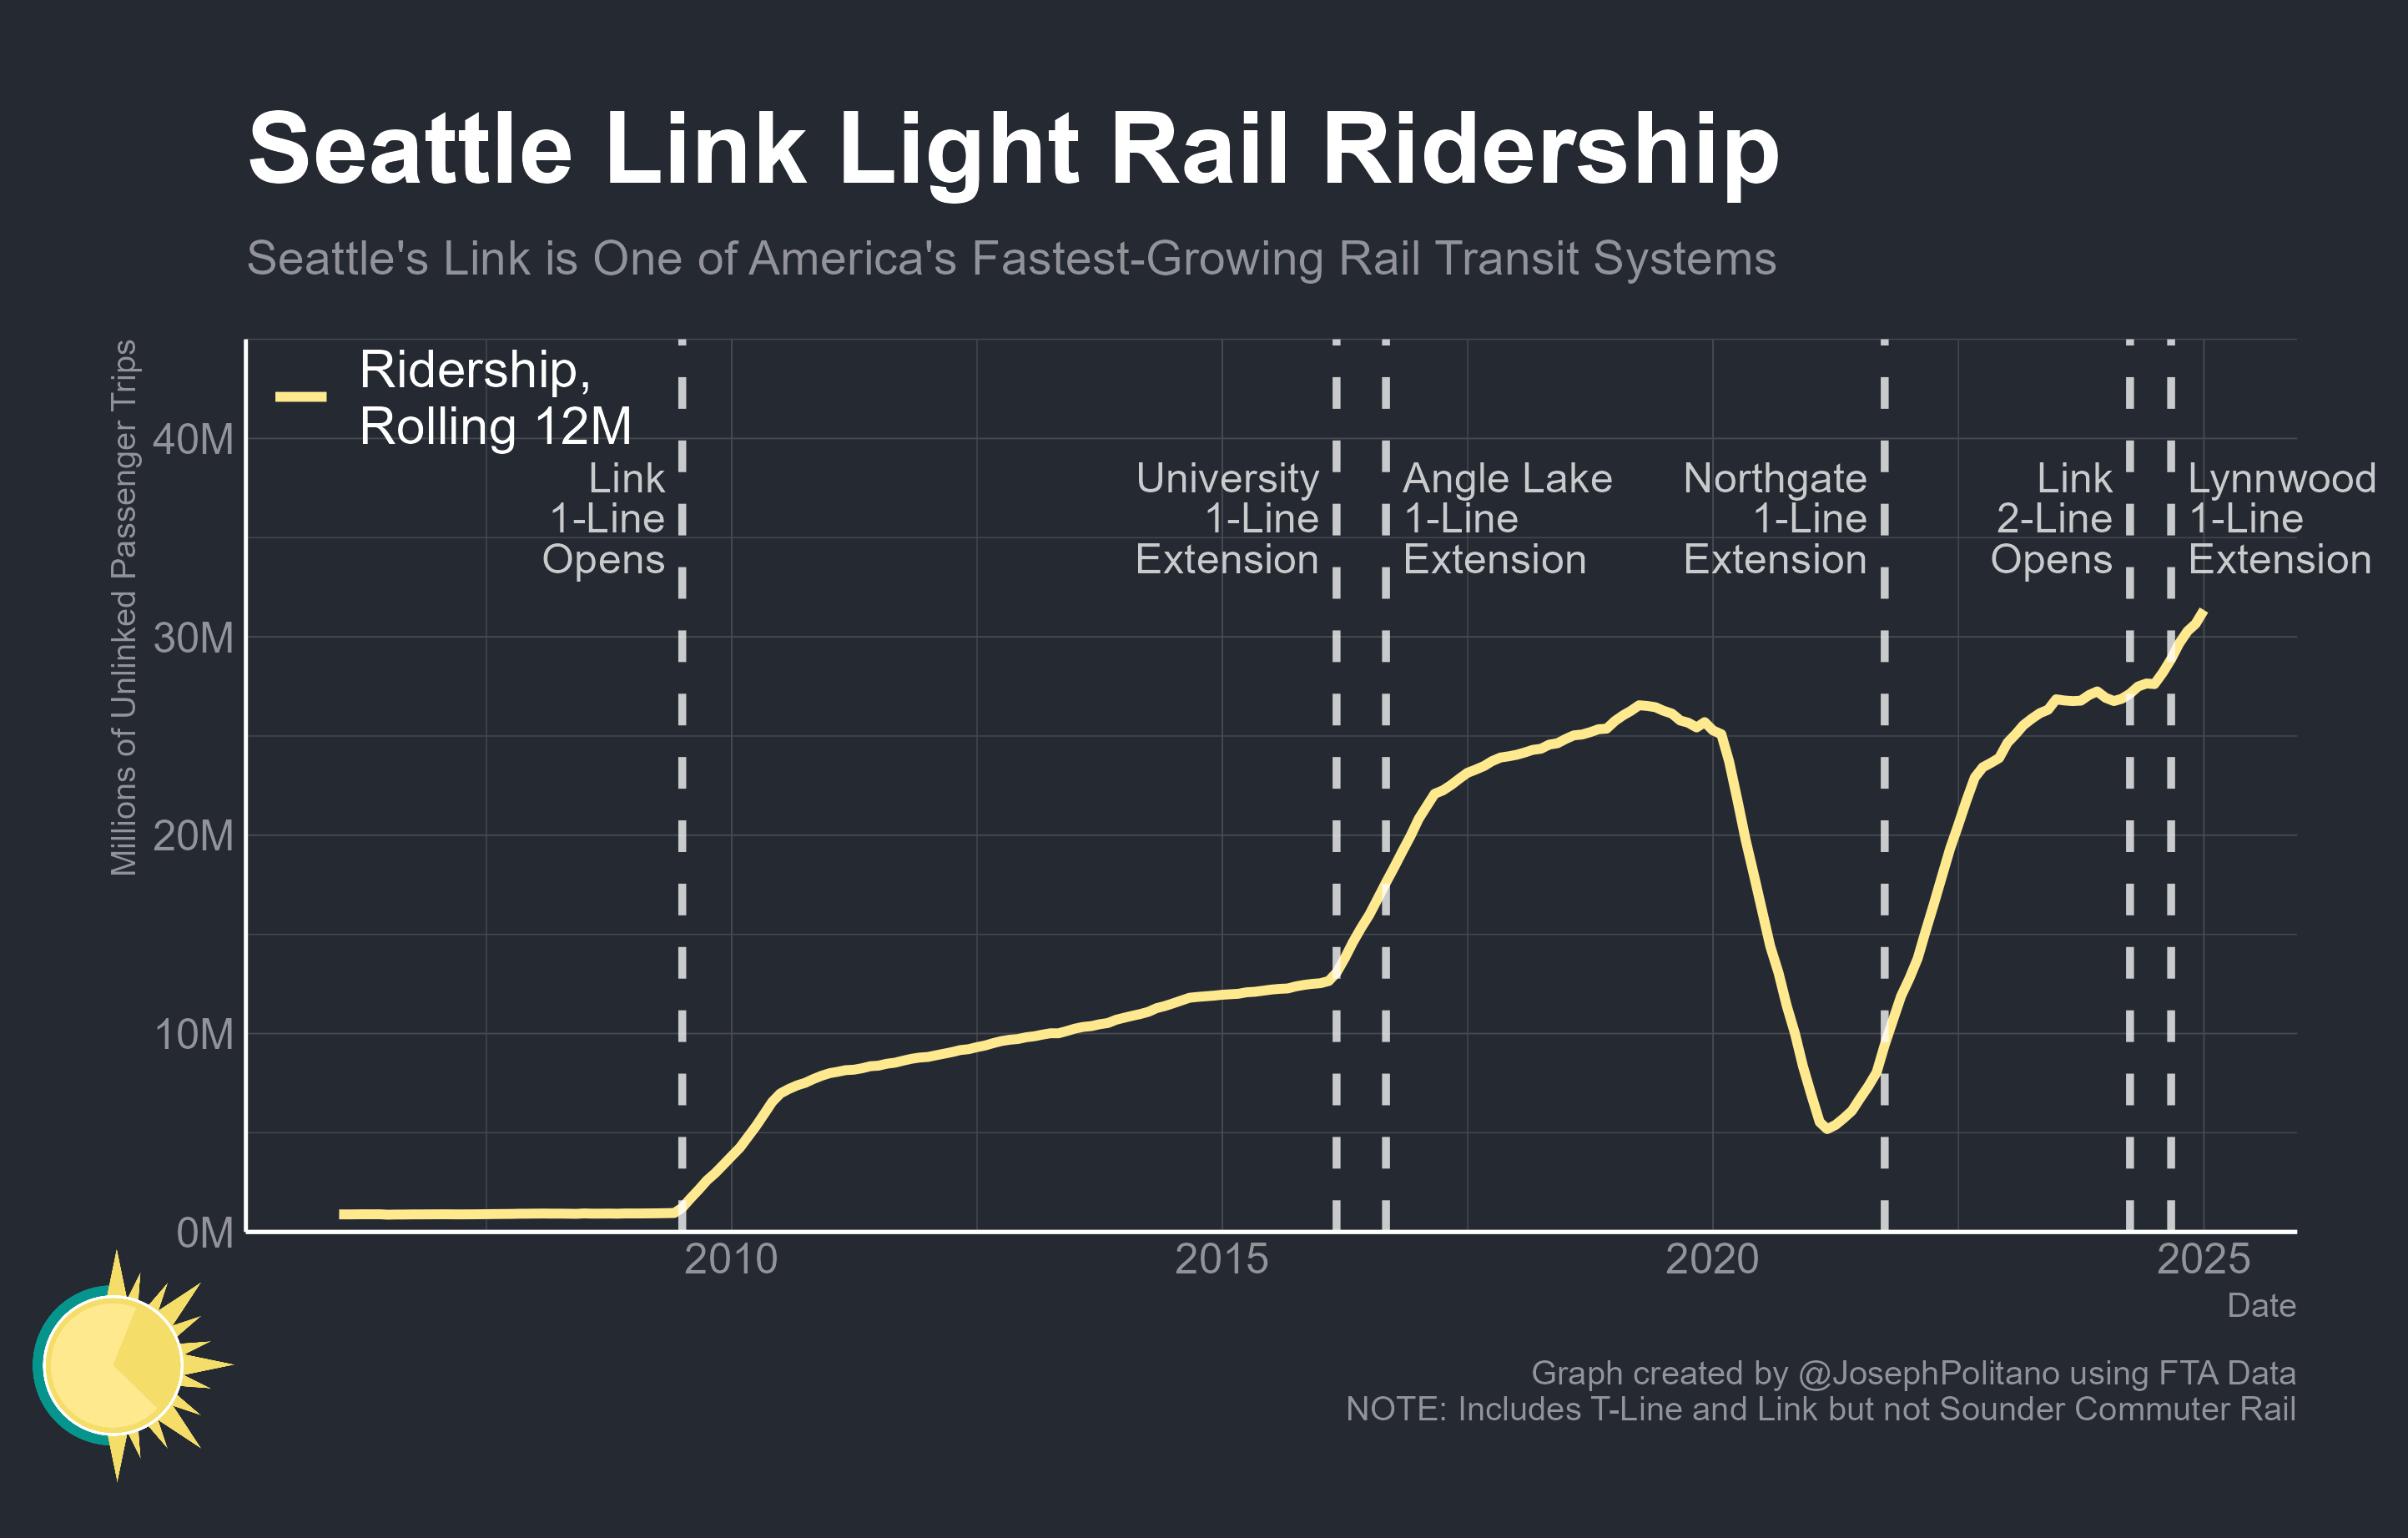 Seattle Link Light Rail Ridership
Seattle's Link is One of America's Fastest-Growing Rail Transit Systems
Millions of Unlinked Passenger Trips
Ridership,
Rolling 12M
40M
30M
20M
10M
0M
Link
1-Line
Opens
University
1-Line
Extension
Angle Lake
1-Line
Extension
Northgate
1-Line
Extension
Link
2-Line
Opens
Lynnwood
1-Line
Extension
2010
2015
2020
2025
Date
Graph created by @JosephPolitano using FTA Data
NOTE: Includes T-Line and Link but not Sounder Commuter Rail